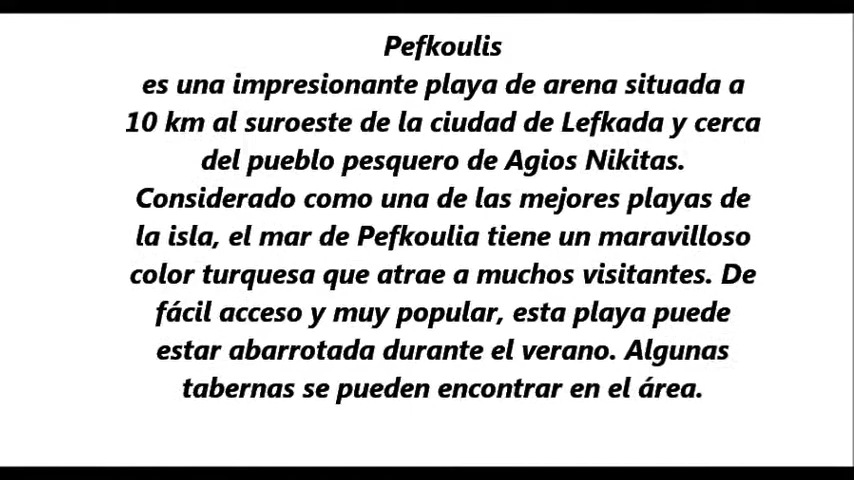 Pefkoulis
es una impresionante playa de arena situada a
10 km al suroeste de la ciudad de Lefkada y cerca
del pueblo pesquero de Agios Nikitas.
Considerado como una de las mejores playas de
la isla, el mar de Pefkoulia tiene un maravilloso
color turquesa que atrae a muchos visitantes. De
fácil acceso y muy popular, esta playa puede
estar abarrotada durante el verano. Algunas
tabernas se pueden encontrar en el área.